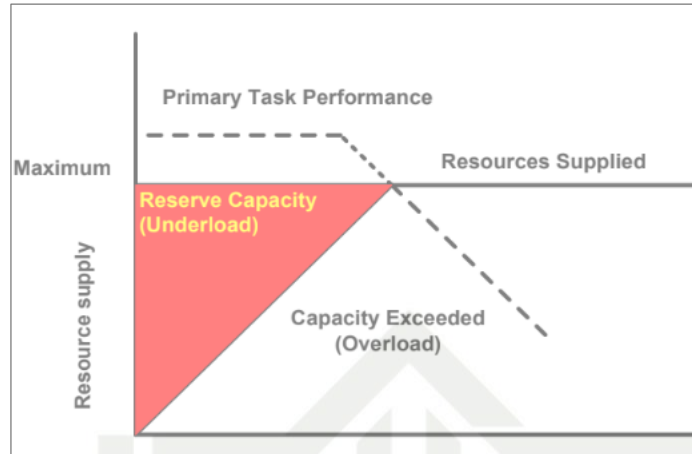 Primary Task Performance
Maximum
Resources Supplied
Reserve Capacity
(Underload)
Resource supply
Capacity Exceeded
(Overload)